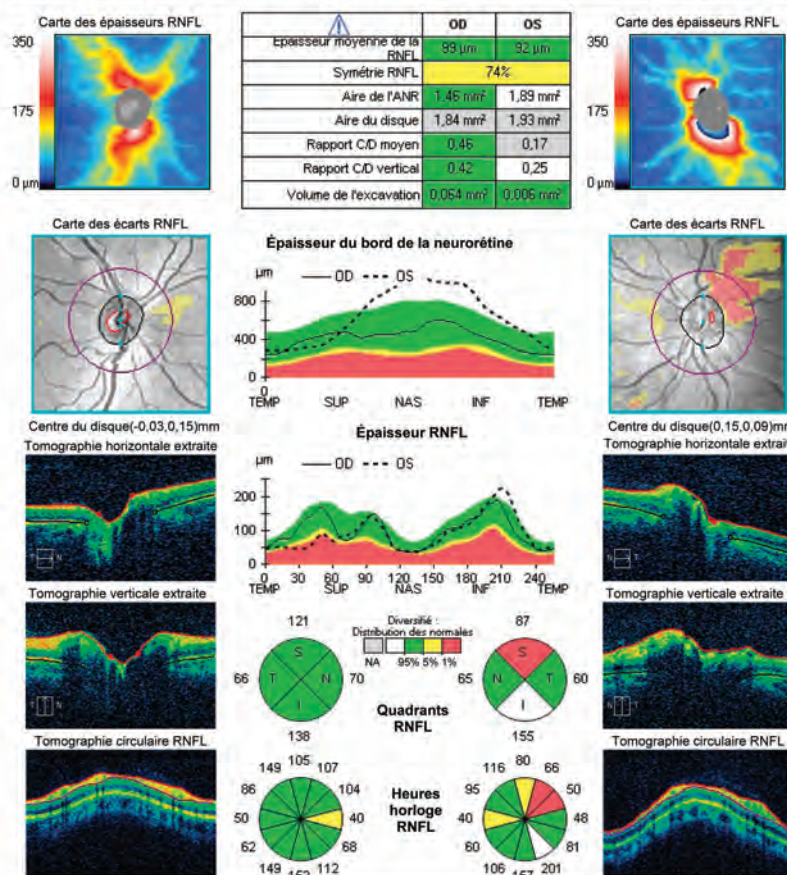 Carte des épaisseurs RNFL
350
175
0 µm
OD OS
Epaisseur moyenne de la RNFL 99 µm 92 µm
Symétrie RNFL 74%
Aire de l'ANR 1,46 mm² 1,89 mm²
Aire du disque 1,84 mm² 1,93 mm²
Rapport C/D moyen 0,46 0,17
Rapport C/D vertical 0,42 0,25
Volume de l'excavation 0,064 mm² 0,006 mm²
Carte des épaisseurs RNFL
350
175
0 µm
Carte des écarts RNFL
Centre du disque(-0,03,0,15)mm
Épaisseur du bord de la neurorétine
µm
OD OS
800
400
0
TEMP SUP NAS INF TEMP
Carte des écarts RNFL
Centre du disque(0,15,0,09)mm
Tomographie horizontale extraite
T N
Épaisseur RNFL
µm
OD OS
200
100
0
0 30 60 90 120 150 180 210 240
TEMP SUP NAS INF TEMP
Tomographie horizontale extrait
T N
Tomographie verticale extraite
N
Diversifié :
Distribution des normales
NA 95% 5% 1%
121
66 S T N I 70
138
87
65 S N T I 60
155
Quadrants
RNFL
Tomographie verticale extraite
Tomographie circulaire RNFL
Heures
horloge
RNFL
105
149 107
86 104
50 40
62 68
149 112
80
116 66
95 50
40 48
60 81
106 157 201
Tomographie circulaire RNFL